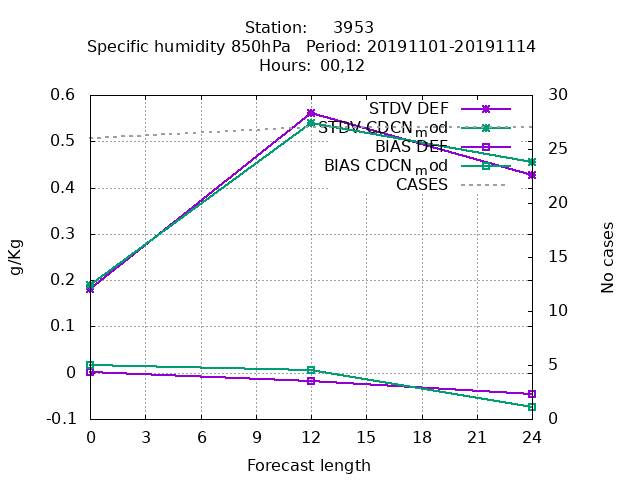 Station: 3953
Specific humidity 850hPa Period: 20191101-20191114
Hours: 00,12
0.6
0.5
0.4
0.3
0.2
0.1
0
-0.1
30
25
20
15
10
5
0
STDV DEF
STDV CDCN_mod
BIAS DEF
BIAS CDCN_mod
CASES
g/Kg
No cases
0 3 6 9 12 15 18 21 24
Forecast length